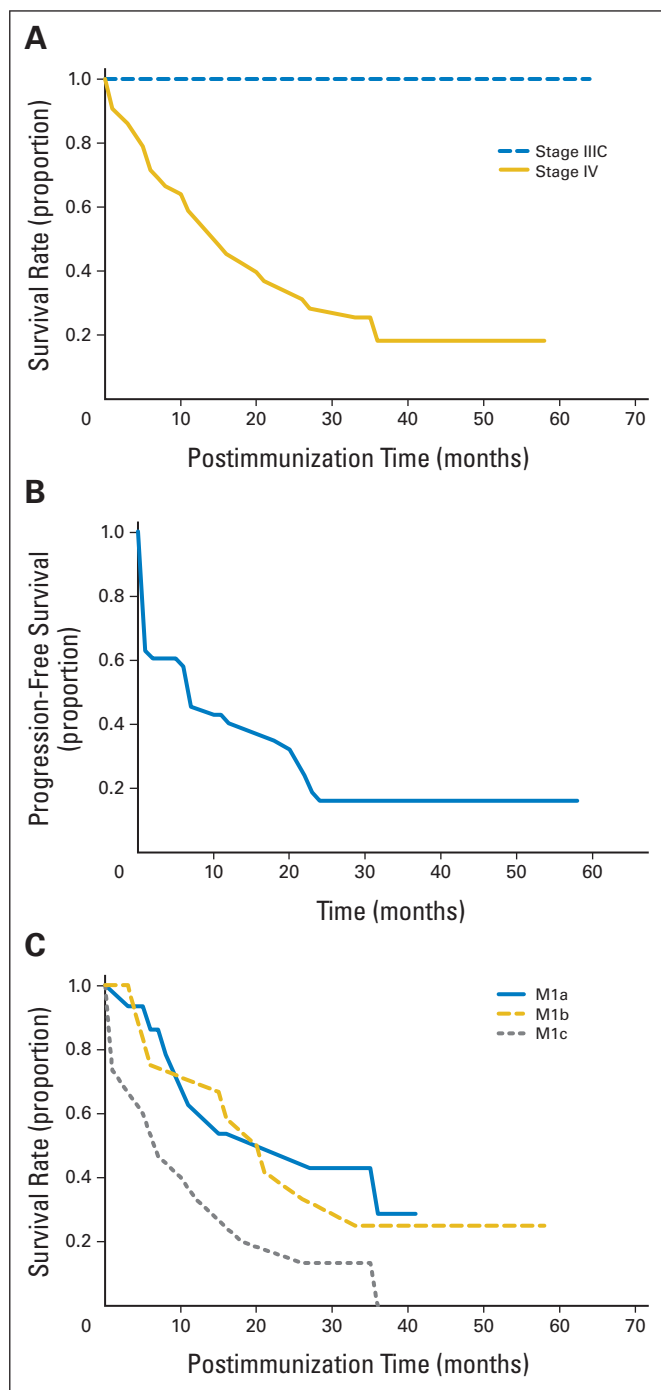 A
1.0
0.8
0.6
0.4
0.2
0
10
20
30
40
50
60
70
Survival Rate (proportion)
Postimmunization Time (months)
Stage IIIC
Stage IV
B
1.0
0.8
0.6
0.4
0.2
0
10
20
30
40
50
60
Progression-Free Survival
(proportion)
Time (months)
C
1.0
0.8
0.6
0.4
0.2
0
10
20
30
40
50
60
70
Survival Rate (proportion)
Postimmunization Time (months)
M1a
M1b
M1c